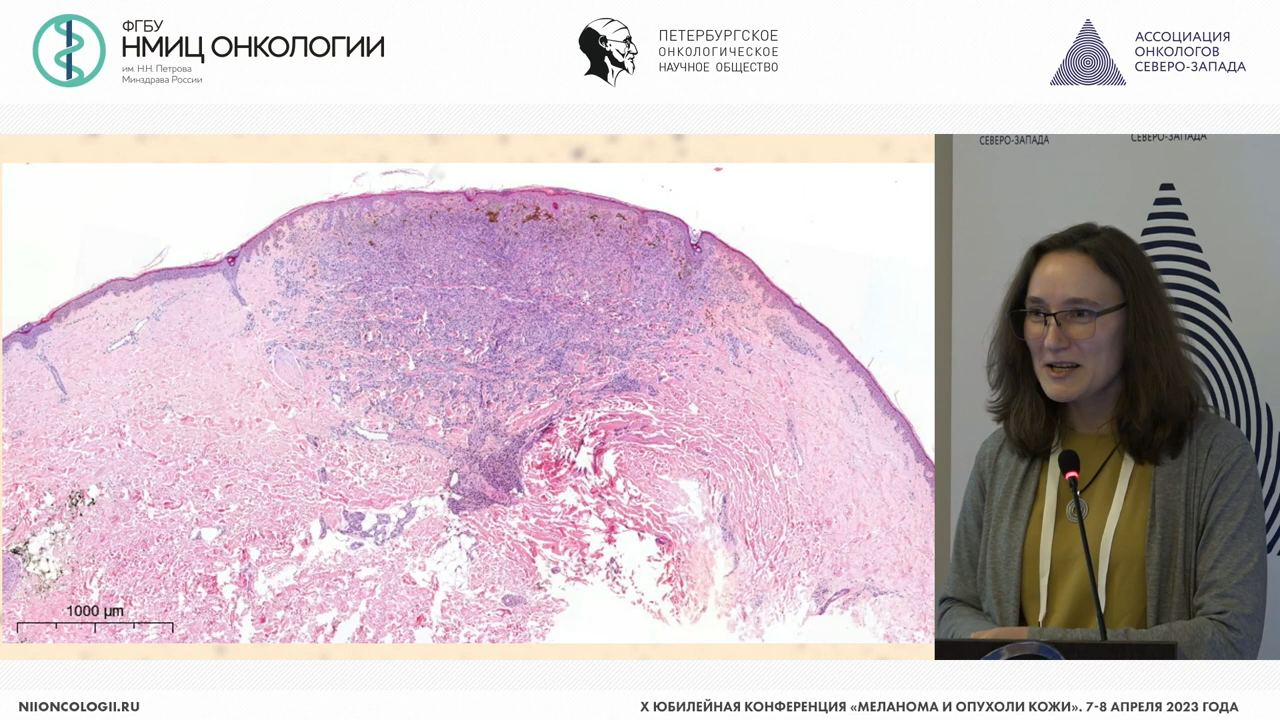 ФГБУ
НМИЦ ОНКОЛОГИИ
им. Н.Н. Петрова
Минздрава России
ПЕТЕРБУРГСКОЕ
ОНКОЛОГИЧЕСКОЕ
НАУЧНОЕ ОБЩЕСТВО
АССОЦИАЦИЯ
ОНКОЛОГОВ
СЕВЕРО-ЗАПАДА
СЕВЕРО-ЗАПАДА
СЕВЕРО-ЗАПАДА
1000 µm
NIIONCOLOGII.RU
X ЮБИЛЕЙНАЯ КОНФЕРЕНЦИЯ «МЕЛАНОМА И ОПУХОЛИ КОЖИ». 7-8 АПРЕЛЯ 2023 ГОДА